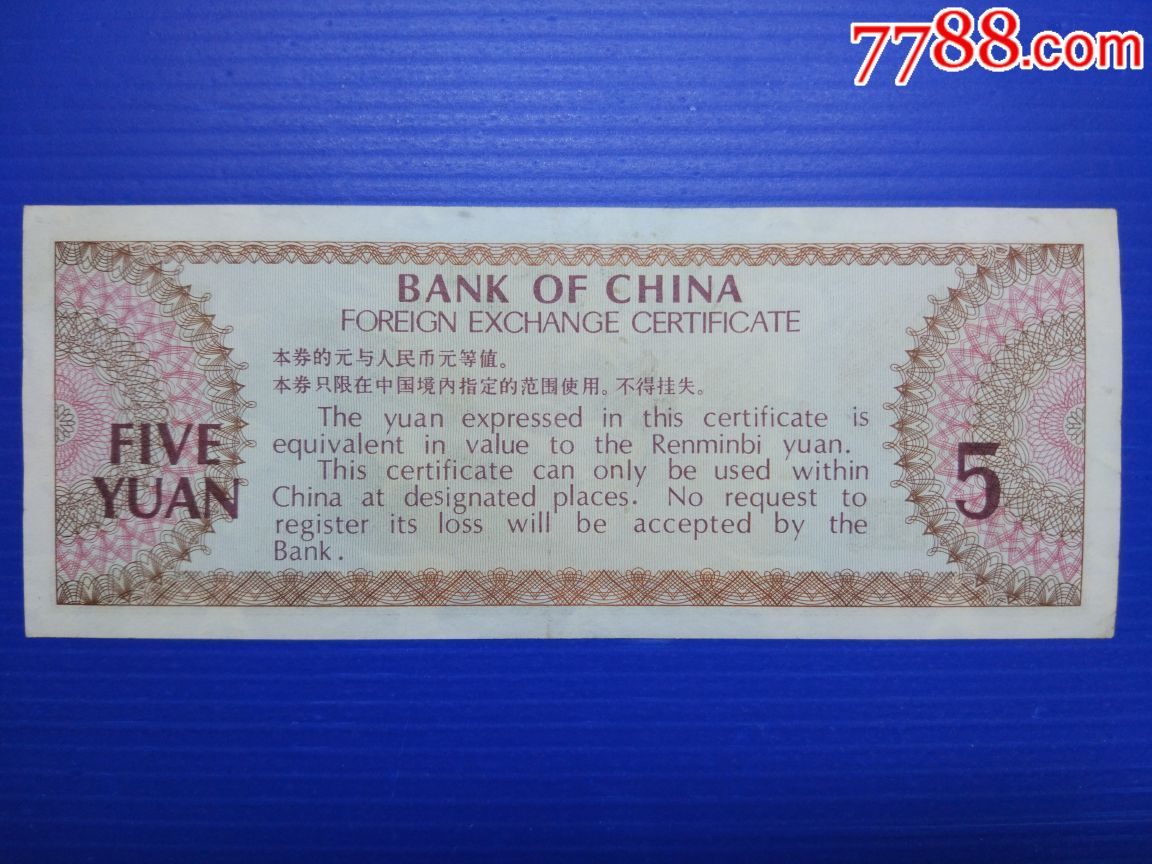 7788.com
BANK OF CHINA
FOREIGN EXCHANGE CERTIFICATE
本券的元与人民币元等值。
本券只限在中国境内指定的范围使用。不得挂失。
The yuan expressed in this certificate is
equivalent in value to the Renminbi yuan.
This certificate can only be used within
China at designated places. No request to
register its loss will be accepted by the
Bank.
FIVE
YUAN
5